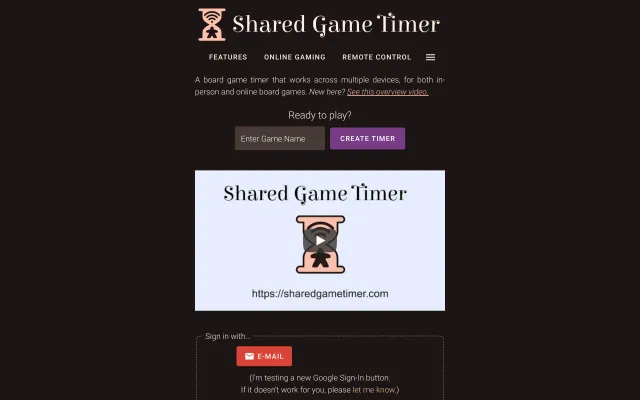 Shared Game Timer
FEATURES ONLINE GAMING REMOTE CONTROL
A board game timer that works across multiple devices, for both in-
person and online board games. New here? See this overview video.
Ready to play?
Enter Game Name CREATE TIMER
Shared Game Timer
https://sharedgametimer.com
Sign in with...
E-MAIL
(I'm testing a new Google Sign-In button.
If it doesn't work for you, please let me know.)